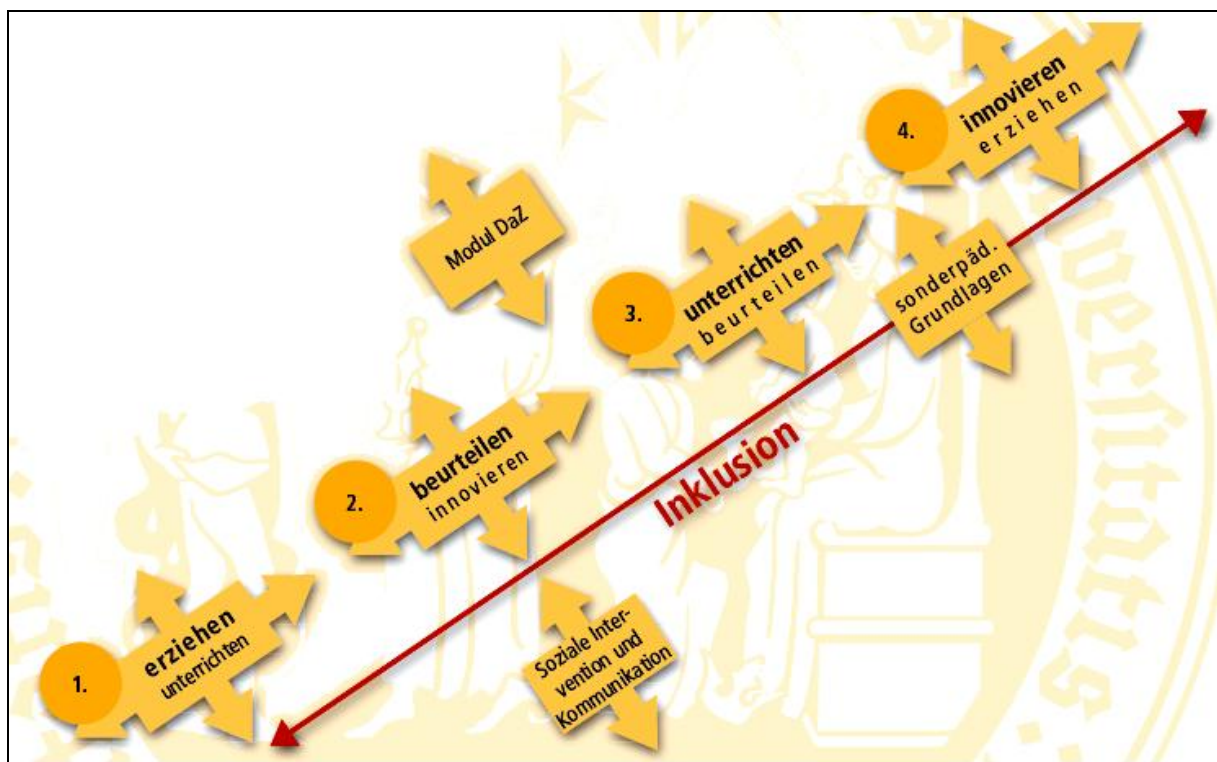 4.
innovieren
erziehen
Modul DaZ
3.
unterrichten
beurteilen
sonderpäd.
Grundlagen
2.
beurteilen
innovieren
Inklusion
1.
erziehen
unterrichten
Soziale Inter-
vention und
Kommunikation